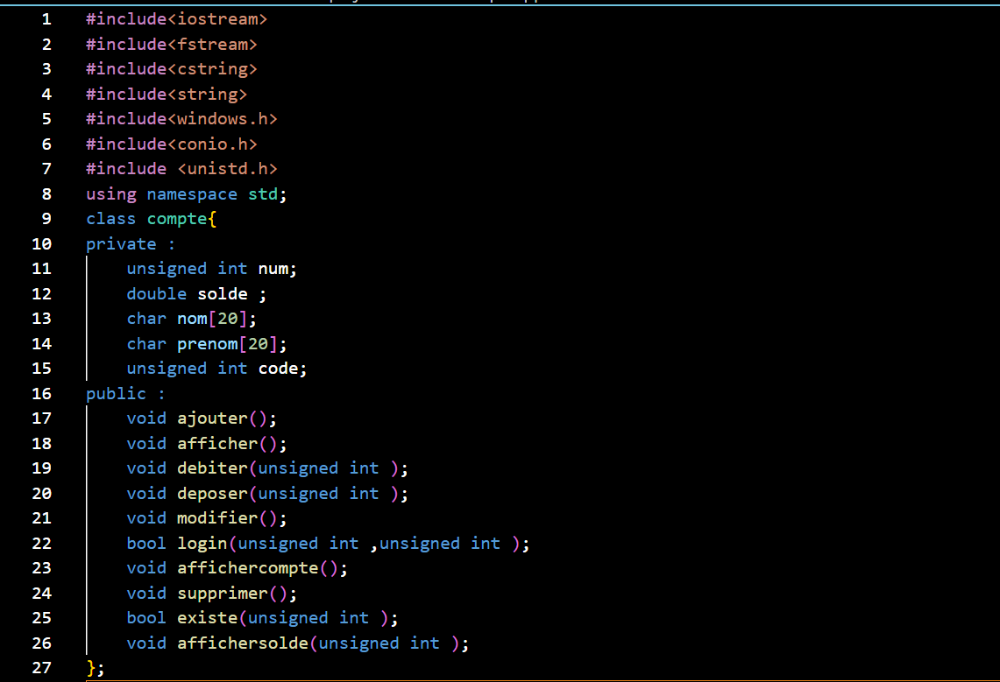 1 #include<iostream>
2 #include<fstream>
3 #include<cstring>
4 #include<string>
5 #include<windows.h>
6 #include<conio.h>
7 #include <unistd.h>
8 using namespace std;
9 class compte{
10 private :
11     unsigned int num;
12     double solde ;
13     char nom[20];
14     char prenom[20];
15     unsigned int code;
16 public :
17     void ajouter();
18     void afficher();
19     void debiter(unsigned int );
20     void deposer(unsigned int );
21     void modifier();
22     bool login(unsigned int ,unsigned int );
23     void affichercompte();
24     void supprimer();
25     bool existe(unsigned int );
26     void affichersolde(unsigned int );
27 };